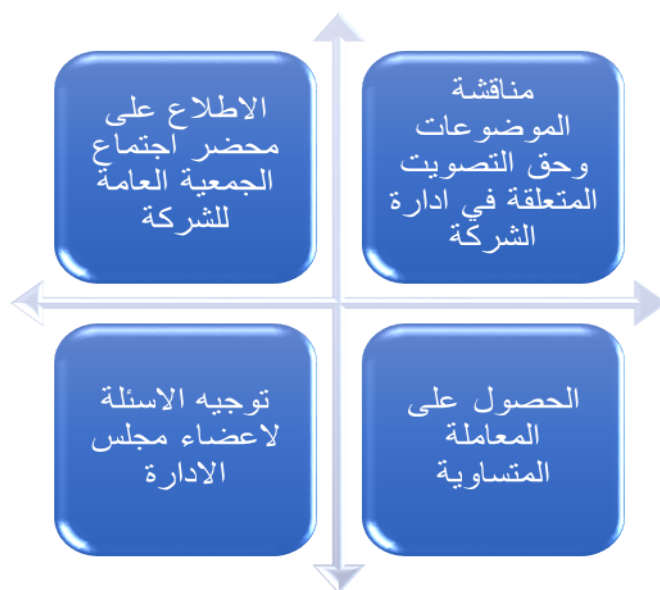 مناقشة
الموضوعات
وحق التصويت
المتعلقة في ادارة
الشركة
الاطلاع على
محضر اجتماع
الجمعية العامة
للشركة
الحصول على
المعاملة
المتساوية
توجيه الاسئلة
لاعضاء مجلس
الادارة